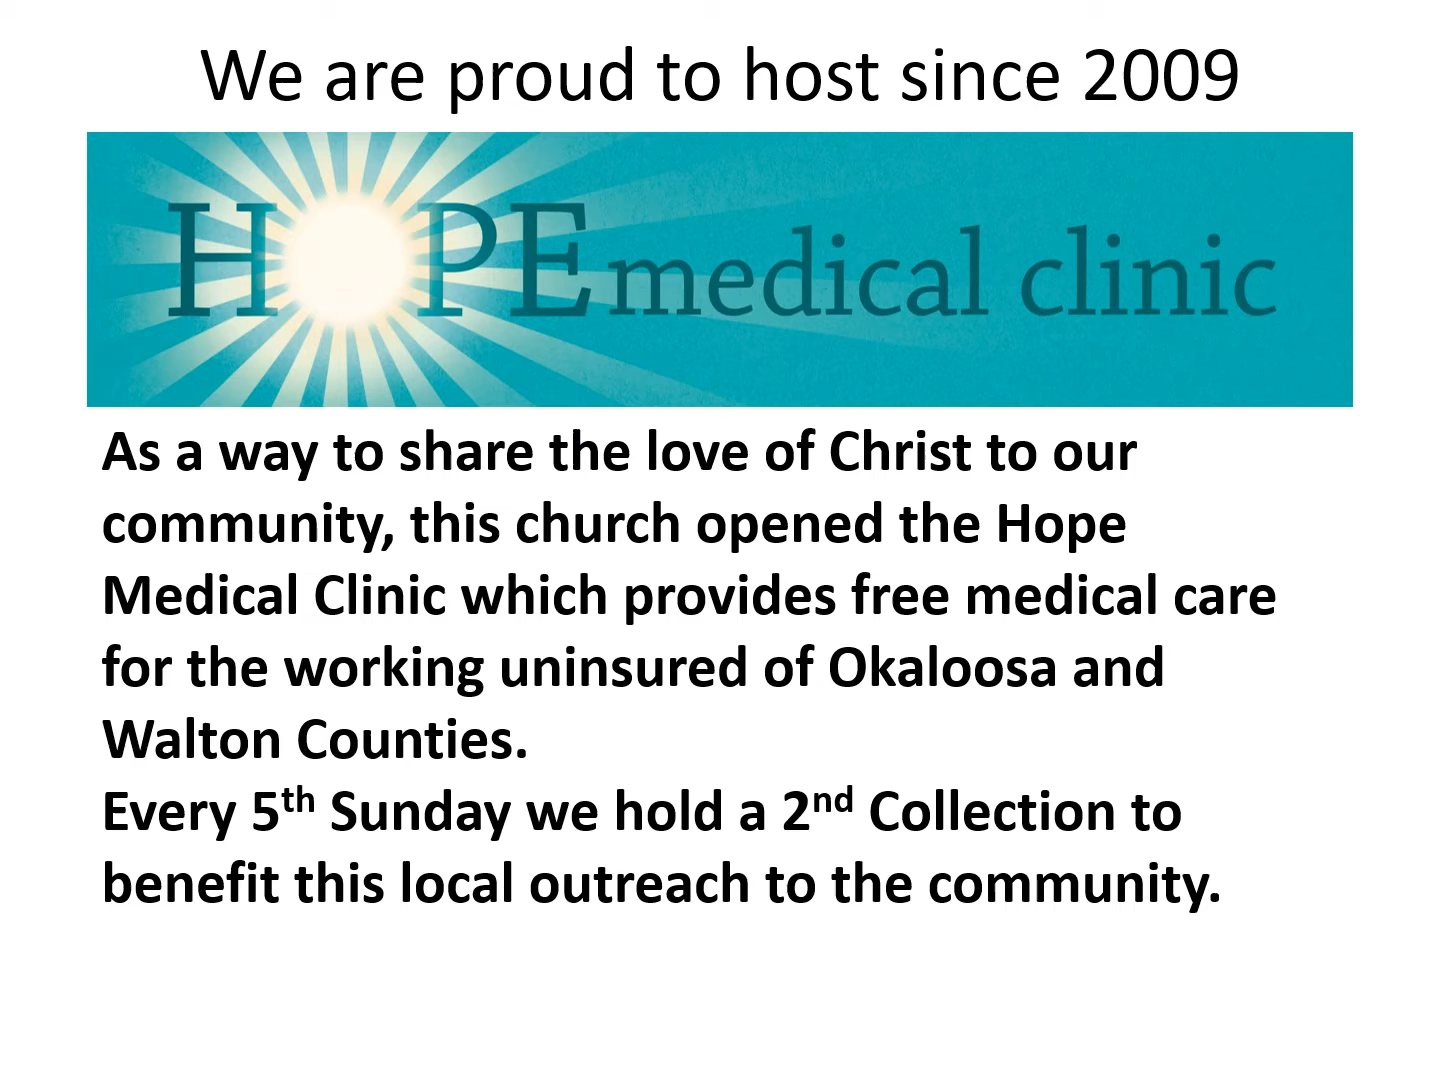 We are proud to host since 2009
HOPE medical clinic
As a way to share the love of Christ to our
community, this church opened the Hope
Medical Clinic which provides free medical care
for the working uninsured of Okaloosa and
Walton Counties.
Every 5th Sunday we hold a 2nd Collection to
benefit this local outreach to the community.